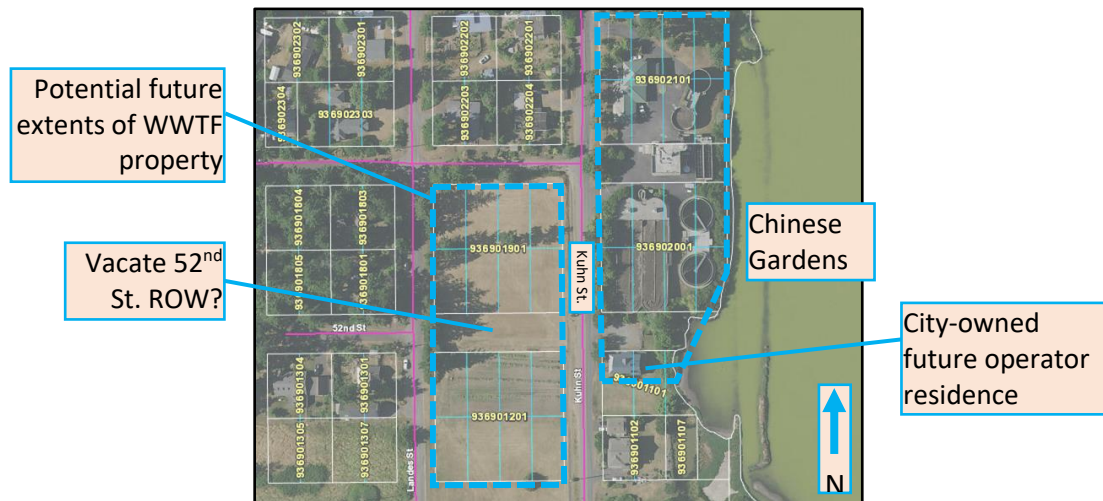 Potential future
extents of WWTF
property
Vacate 52nd
St. ROW?
Chinese
Gardens
City-owned
future operator
residence
N
Kuhn St.
Kuhn St
Landes St
52nd St
936902302
936902301
936902304
936902303
936902202
936902201
936902203
936902204
936902101
936901804
936901803
936901805
936901801
936901901
936902001
936901304
936901301
936901305
936901307
936901201
936901101
936901102
936901107